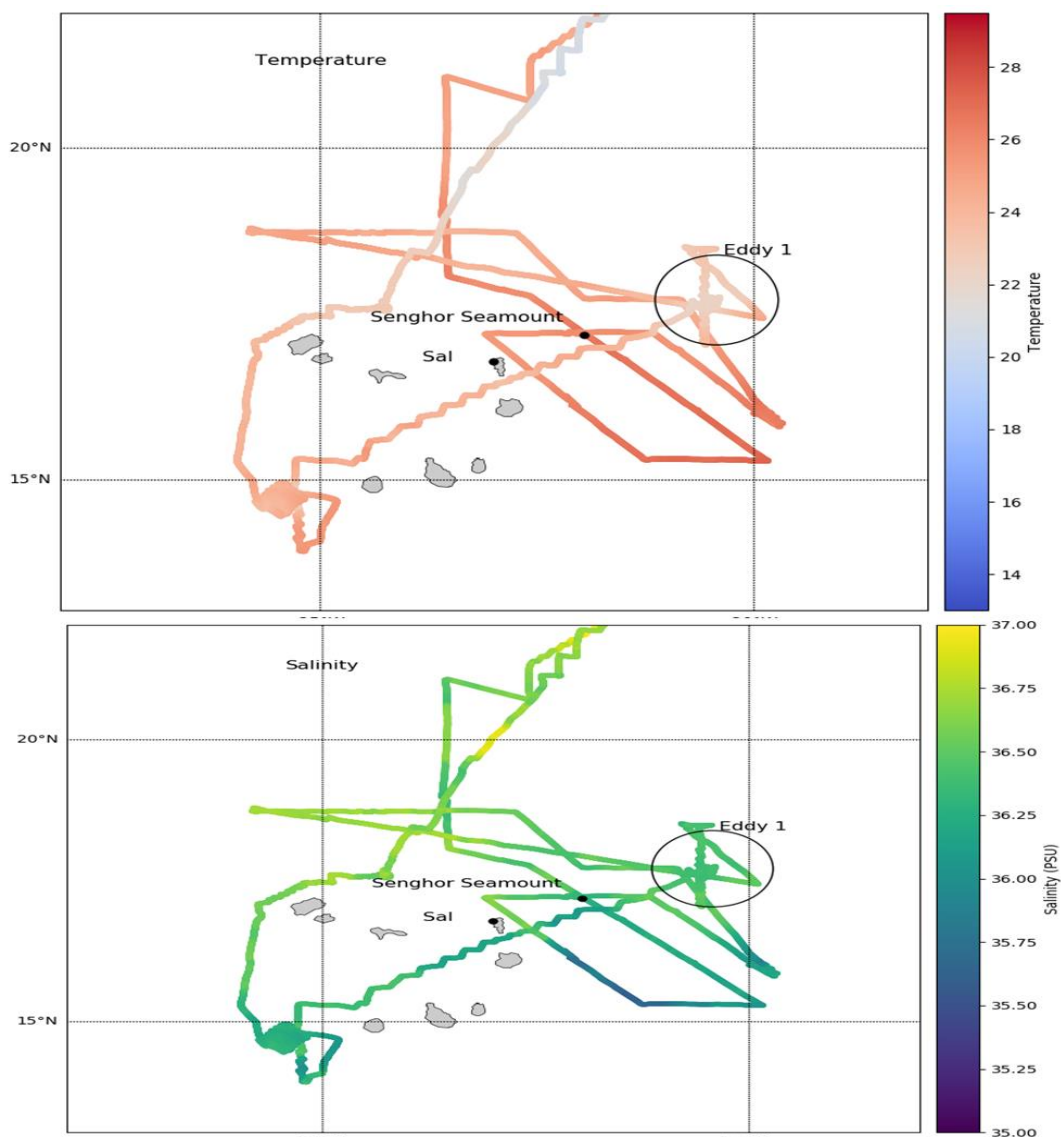 Temperature
20°N
15°N
Eddy 1
Senghor Seamount
Sal
28
26
24
22
20
18
16
14
Temperature
Salinity
20°N
15°N
Eddy 1
Senghor Seamount
Sal
37.00
36.75
36.50
36.25
36.00
35.75
35.50
35.25
35.00
Salinity (PSU)